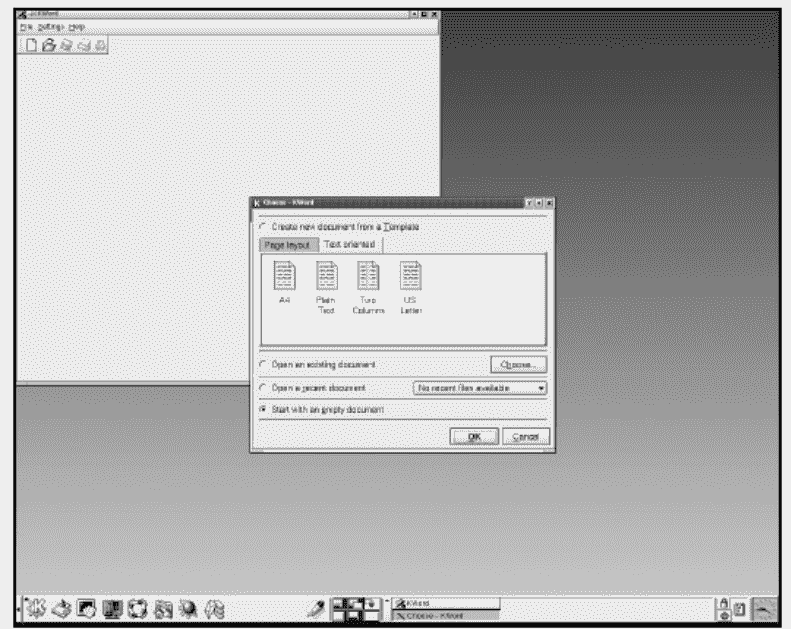 KWord
File Settings Help
Choose - KWord
Create new document from a Template
Page layout Text oriented
A4 Plain Two US
Text Columns Letter
Open an existing document Choose...
Open a recent document No recent files available
Start with an empty document
OK Cancel
KWord
Choose - KWord